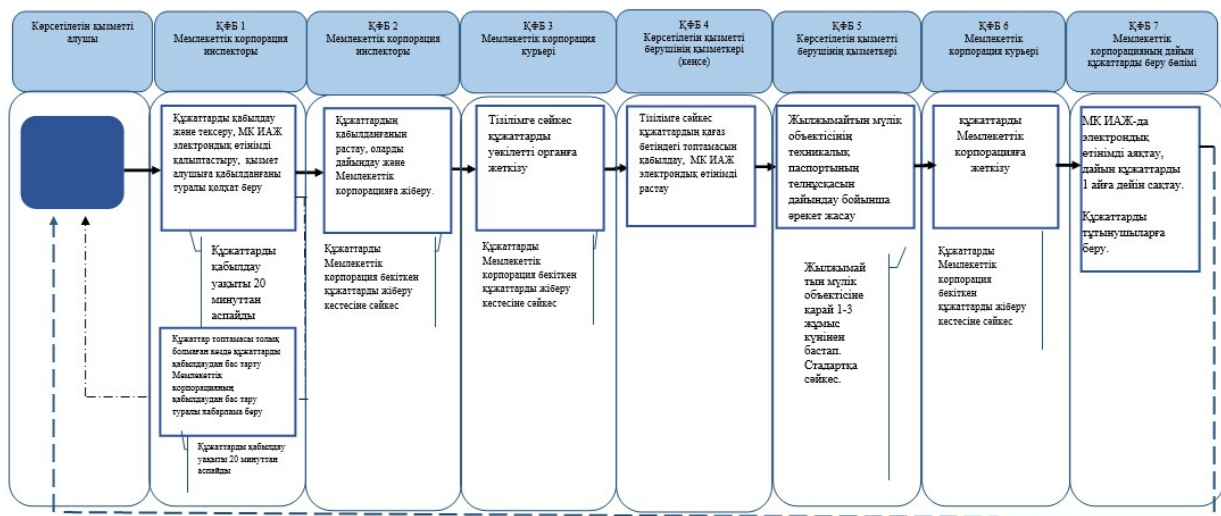 Көрсетілетін қызметті
алушы
ҚФБ 1
Мемлекеттік корпорация
инспекторы
ҚФБ 2
Мемлекеттік корпорация
инспекторы
ҚФБ 3
Мемлекеттік корпорация
курьері
ҚФБ 4
Көрсетілетін қызметті
берушінің қызметкері
(кеңсе)
ҚФБ 5
Көрсетілетін қызметті
берушінің қызметкері
ҚФБ 6
Мемлекеттік
корпорация курьері
ҚФБ 7
Мемлекеттік
корпорацияның дайын
құжаттарды беру бөлімі
Құжаттарды қабылдау
және тексеру, МК ИАЖ
электрондық өтінімді
қалыптастыру, қызмет
алушыға қабылданғаны
туралы қолхат беру
Құжаттарды
қабылдау
уақыты 20
минуттан
аспайды
Құжаттар топтамасы толық
болмаған кезде құжаттарды
қабылдаудан бас тарту
Мемлекеттік
корпорацияның
қабылдаудан бас тару
туралы хабарлама беру
Құжаттарды қабылдау
уақыты 20 минуттан
аспайды
Құжаттардың
қабылданғанын
растау, оларды
дайындау және
Мемлекеттік
корпорацияға жіберу.
Құжаттарды
Мемлекеттік
корпорация бекіткен
құжаттарды жіберу
кестесіне сәйкес
Тізілімге сәйкес
құжаттарды
уәкілетті органға
жеткізу
Құжаттарды
Мемлекеттік
корпорация бекіткен
құжаттарды жіберу
кестесіне сәйкес
Тізілімге сәйкес
құжаттардың қағаз
бетіндегі топтамасын
қабылдау, МК ИАЖ
электрондық өтінімді
растау
Жылжымайтын мүлік
объектісінің
техникалық
паспортының
телнұсқасын
дайындау бойынша
әрекет жасау
Жылжымай
тын мүлік
объектісіне
қарай 1-3
жұмыс
күнінен
бастап.
Стадартқа
сәйкес.
құжаттарды
Мемлекеттік
корпорацияға
жеткізу
Құжаттарды
Мемлекеттік
корпорация
бекіткен
құжаттарды жіберу
кестесіне сәйкес
МК ИАЖ-да
электрондық
өтінімді аяқтау,
дайын құжаттарды
1 айға дейін сақтау.
Құжаттарды
тұтынушыларға
беру.